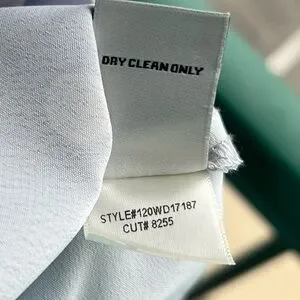 DRY CLEAN ONLY
STYLE#120WD17187
CUT# 8255